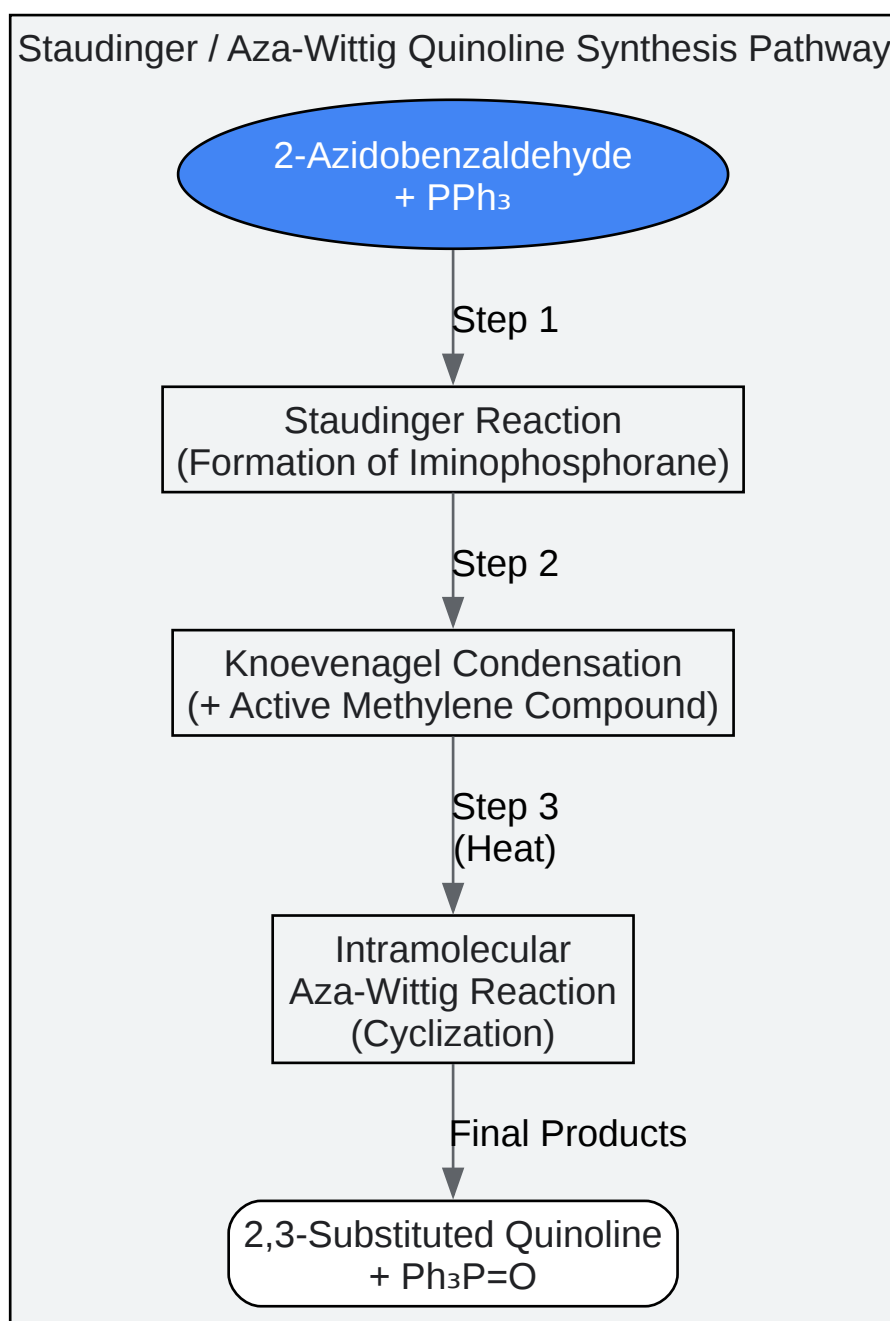 Staudinger / Aza-Wittig Quinoline Synthesis Pathway
2-Azidobenzaldehyde
+ PPh₃
Step 1
Staudinger Reaction
(Formation of Iminophosphorane)
Step 2
Knoevenagel Condensation
(+ Active Methylene Compound)
Step 3
(Heat)
Intramolecular
Aza-Wittig Reaction
(Cyclization)
Final Products
2,3-Substituted Quinoline
+ Ph₃P=O